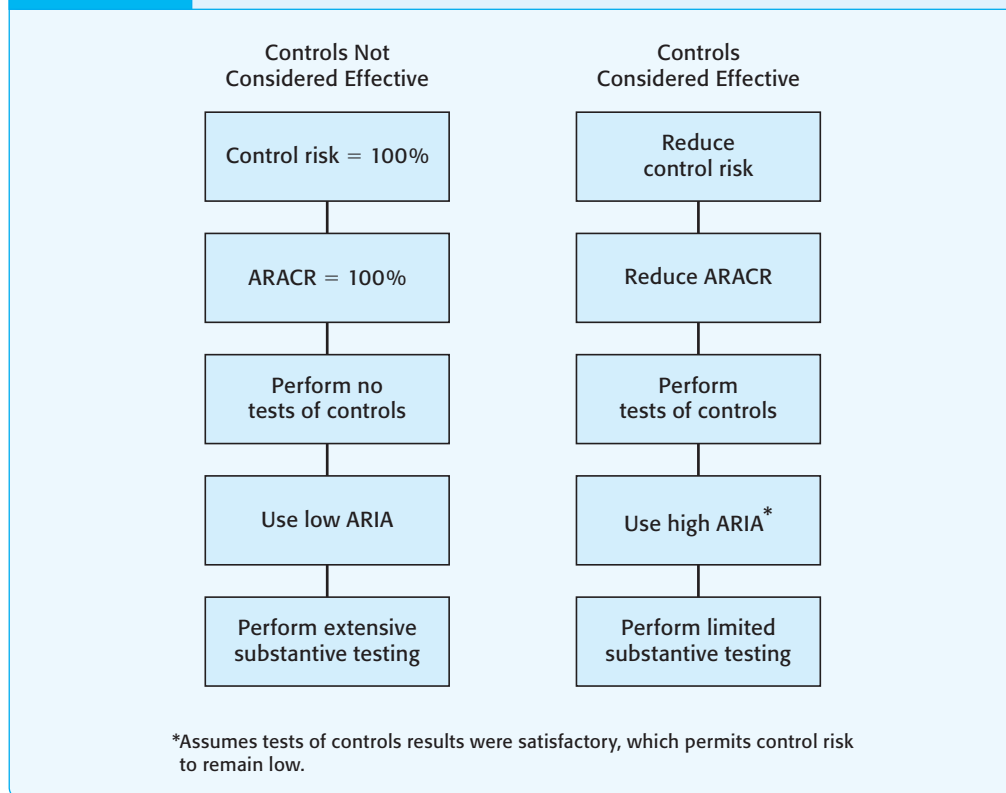 Controls Not
Considered Effective
Control risk = 100%
ARACR = 100%
Perform no
tests of controls
Use low ARIA
Perform extensive
substantive testing
Controls
Considered Effective
Reduce
control risk
Reduce ARACR
Perform
tests of controls
Use high ARIA*
Perform limited
substantive testing
*Assumes tests of controls results were satisfactory, which permits control risk
to remain low.